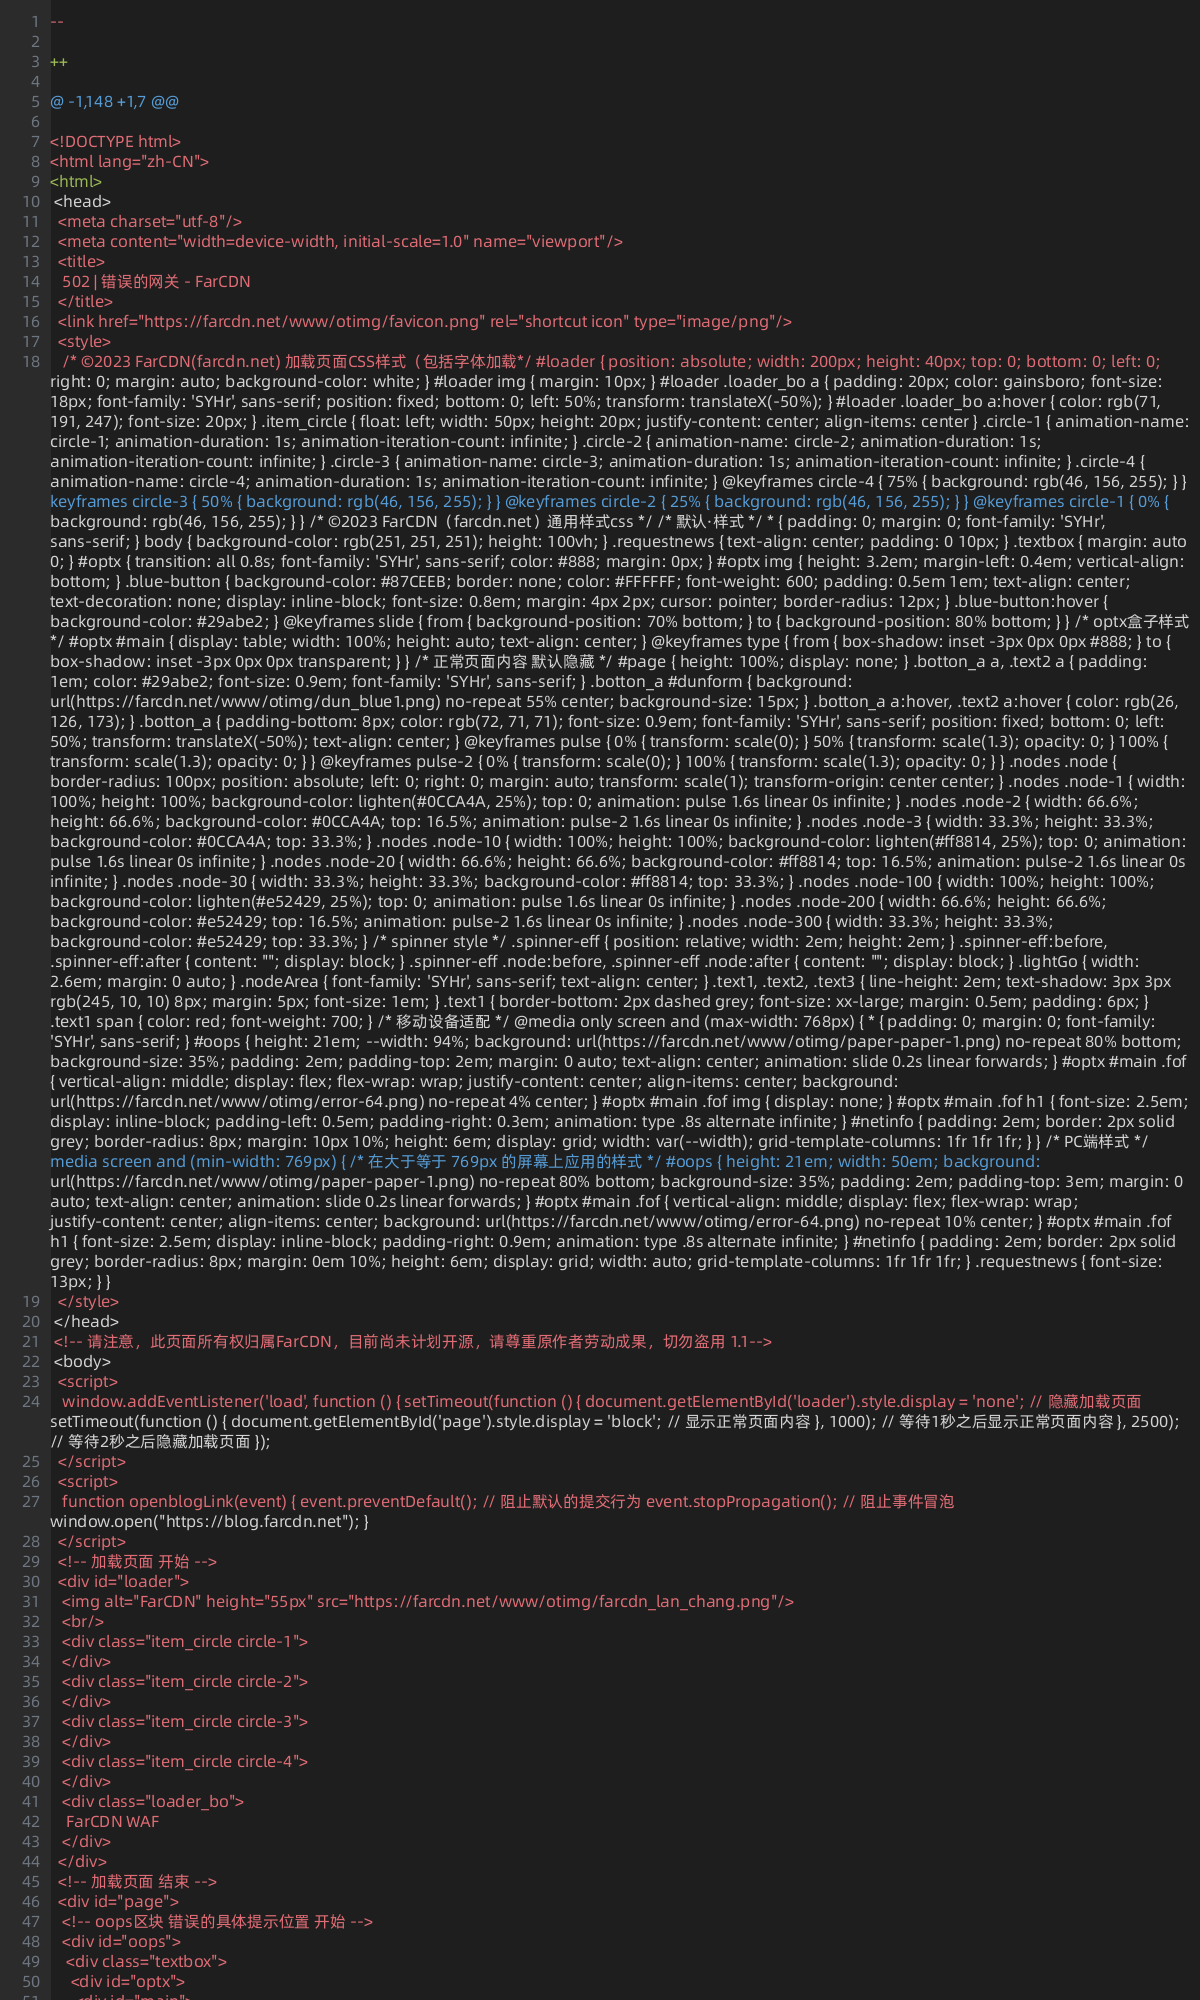 1 --
2
3 ++
4
5 @ -1,148 +1,7 @@
6
7 <!DOCTYPE html>
8 <html lang="zh-CN">
9 <html>
10 <head>
11 <meta charset="utf-8"/>
12 <meta content="width=device-width, initial-scale=1.0" name="viewport"/>
13 <title>
14 502 | 错误的网关 - FarCDN
15 </title>
16 <link href="https://farcdn.net/www/otimg/favicon.png" rel="shortcut icon" type="image/png"/>
17 <style>
18 /* ©2023 FarCDN(farcdn.net) 加载页面CSS样式（包括字体加载*/ #loader { position: absolute; width: 200px; height: 40px; top: 0; bottom: 0; left: 0;
right: 0; margin: auto; background-color: white; } #loader img { margin: 10px; } #loader .loader_bo a { padding: 20px; color: gainsboro; font-size:
18px; font-family: 'SYHr', sans-serif; position: fixed; bottom: 0; left: 50%; transform: translateX(-50%); } #loader .loader_bo a:hover { color: rgb(71,
191, 247); font-size: 20px; } .item_circle { float: left; width: 50px; height: 20px; justify-content: center; align-items: center } .circle-1 { animation-name:
circle-1; animation-duration: 1s; animation-iteration-count: infinite; } .circle-2 { animation-name: circle-2; animation-duration: 1s;
animation-iteration-count: infinite; } .circle-3 { animation-name: circle-3; animation-duration: 1s; animation-iteration-count: infinite; } .circle-4 {
animation-name: circle-4; animation-duration: 1s; animation-iteration-count: infinite; } @keyframes circle-4 { 75% { background: rgb(46, 156, 255); } }
keyframes circle-3 { 50% { background: rgb(46, 156, 255); } } @keyframes circle-2 { 25% { background: rgb(46, 156, 255); } } @keyframes circle-1 { 0% {
background: rgb(46, 156, 255); } } /* ©2023 FarCDN（farcdn.net）通用样式css */ /* 默认·样式 */ * { padding: 0; margin: 0; font-family: 'SYHr',
sans-serif; } body { background-color: rgb(251, 251, 251); height: 100vh; } .requestnews { text-align: center; padding: 0 10px; } .textbox { margin: auto
0; } #optx { transition: all 0.8s; font-family: 'SYHr', sans-serif; color: #888; margin: 0px; } #optx img { height: 3.2em; margin-left: 0.4em; vertical-align:
bottom; } .blue-button { background-color: #87CEEB; border: none; color: #FFFFFF; font-weight: 600; padding: 0.5em 1em; text-align: center;
text-decoration: none; display: inline-block; font-size: 0.8em; margin: 4px 2px; cursor: pointer; border-radius: 12px; } .blue-button:hover {
background-color: #29abe2; } @keyframes slide { from { background-position: 70% bottom; } to { background-position: 80% bottom; } } /* optx盒子样式
*/ #optx #main { display: table; width: 100%; height: auto; text-align: center; } @keyframes type { from { box-shadow: inset -3px 0px 0px #888; } to {
box-shadow: inset -3px 0px 0px transparent; } } /* 正常页面内容 默认隐藏 */ #page { height: 100%; display: none; } .botton_a a, .text2 a { padding:
1em; color: #29abe2; font-size: 0.9em; font-family: 'SYHr', sans-serif; } .botton_a #dunform { background:
url(https://farcdn.net/www/otimg/dun_blue1.png) no-repeat 55% center; background-size: 15px; } .botton_a a:hover, .text2 a:hover { color: rgb(26,
126, 173); } .botton_a { padding-bottom: 8px; color: rgb(72, 71, 71); font-size: 0.9em; font-family: 'SYHr', sans-serif; position: fixed; bottom: 0; left:
50%; transform: translateX(-50%); text-align: center; } @keyframes pulse { 0% { transform: scale(0); } 50% { transform: scale(1.3); opacity: 0; } 100% {
transform: scale(1.3); opacity: 0; } } @keyframes pulse-2 { 0% { transform: scale(0); } 100% { transform: scale(1.3); opacity: 0; } } .nodes .node {
border-radius: 100px; position: absolute; left: 0; right: 0; margin: auto; transform: scale(1); transform-origin: center center; } .nodes .node-1 { width:
100%; height: 100%; background-color: lighten(#0CCA4A, 25%); top: 0; animation: pulse 1.6s linear 0s infinite; } .nodes .node-2 { width: 66.6%;
height: 66.6%; background-color: #0CCA4A; top: 16.5%; animation: pulse-2 1.6s linear 0s infinite; } .nodes .node-3 { width: 33.3%; height: 33.3%;
background-color: #0CCA4A; top: 33.3%; } .nodes .node-10 { width: 100%; height: 100%; background-color: lighten(#ff8814, 25%); top: 0; animation:
pulse 1.6s linear 0s infinite; } .nodes .node-20 { width: 66.6%; height: 66.6%; background-color: #ff8814; top: 16.5%; animation: pulse-2 1.6s linear 0s
infinite; } .nodes .node-30 { width: 33.3%; height: 33.3%; background-color: #ff8814; top: 33.3%; } .nodes .node-100 { width: 100%; height: 100%;
background-color: lighten(#e52429, 25%); top: 0; animation: pulse 1.6s linear 0s infinite; } .nodes .node-200 { width: 66.6%; height: 66.6%;
background-color: #e52429; top: 16.5%; animation: pulse-2 1.6s linear 0s infinite; } .nodes .node-300 { width: 33.3%; height: 33.3%;
background-color: #e52429; top: 33.3%; } /* spinner style */ .spinner-eff { position: relative; width: 2em; height: 2em; } .spinner-eff:before,
.spinner-eff:after { content: ""; display: block; } .spinner-eff .node:before, .spinner-eff .node:after { content: ""; display: block; } .lightGo { width:
2.6em; margin: 0 auto; } .nodeArea { font-family: 'SYHr', sans-serif; text-align: center; } .text1, .text2, .text3 { line-height: 2em; text-shadow: 3px 3px
rgb(245, 10, 10) 8px; margin: 5px; font-size: 1em; } .text1 { border-bottom: 2px dashed grey; font-size: xx-large; margin: 0.5em; padding: 6px; }
.text1 span { color: red; font-weight: 700; } /* 移动设备适配 */ @media only screen and (max-width: 768px) { * { padding: 0; margin: 0; font-family:
'SYHr', sans-serif; } #oops { height: 21em; --width: 94%; background: url(https://farcdn.net/www/otimg/paper-paper-1.png) no-repeat 80% bottom;
background-size: 35%; padding: 2em; padding-top: 2em; margin: 0 auto; text-align: center; animation: slide 0.2s linear forwards; } #optx #main .fof
{ vertical-align: middle; display: flex; flex-wrap: wrap; justify-content: center; align-items: center; background:
url(https://farcdn.net/www/otimg/error-64.png) no-repeat 4% center; } #optx #main .fof img { display: none; } #optx #main .fof h1 { font-size: 2.5em;
display: inline-block; padding-left: 0.5em; padding-right: 0.3em; animation: type .8s alternate infinite; } #netinfo { padding: 2em; border: 2px solid
grey; border-radius: 8px; margin: 10px 10%; height: 6em; display: grid; width: var(--width); grid-template-columns: 1fr 1fr 1fr; } } /* PC端样式 */
media screen and (min-width: 769px) { /* 在大于等于 769px 的屏幕上应用的样式 */ #oops { height: 21em; width: 50em; background:
url(https://farcdn.net/www/otimg/paper-paper-1.png) no-repeat 80% bottom; background-size: 35%; padding: 2em; padding-top: 3em; margin: 0
auto; text-align: center; animation: slide 0.2s linear forwards; } #optx #main .fof { vertical-align: middle; display: flex; flex-wrap: wrap;
justify-content: center; align-items: center; background: url(https://farcdn.net/www/otimg/error-64.png) no-repeat 10% center; } #optx #main .fof
h1 { font-size: 2.5em; display: inline-block; padding-right: 0.9em; animation: type .8s alternate infinite; } #netinfo { padding: 2em; border: 2px solid
grey; border-radius: 8px; margin: 0em 10%; height: 6em; display: grid; width: auto; grid-template-columns: 1fr 1fr 1fr; } .requestnews { font-size:
13px; } }
19 </style>
20 </head>
21 <!-- 请注意，此页面所有权归属FarCDN，目前尚未计划开源，请尊重原作者劳动成果，切勿盗用 1.1-->
22 <body>
23 <script>
24 window.addEventListener('load', function () { setTimeout(function () { document.getElementById('loader').style.display = 'none'; // 隐藏加载页面
setTimeout(function () { document.getElementById('page').style.display = 'block'; // 显示正常页面内容 }, 1000); // 等待1秒之后显示正常页面内容 }, 2500);
// 等待2秒之后隐藏加载页面 });
25 </script>
26 <script>
27 function openblogLink(event) { event.preventDefault(); // 阻止默认的提交行为 event.stopPropagation(); // 阻止事件冒泡
window.open("https://blog.farcdn.net"); }
28 </script>
29 <!-- 加载页面 开始 -->
30 <div id="loader">
31 <img alt="FarCDN" height="55px" src="https://farcdn.net/www/otimg/farcdn_lan_chang.png"/>
32 <br/>
33 <div class="item_circle circle-1">
34 </div>
35 <div class="item_circle circle-2">
36 </div>
37 <div class="item_circle circle-3">
38 </div>
39 <div class="item_circle circle-4">
40 </div>
41 <div class="loader_bo">
42 FarCDN WAF
43 </div>
44 </div>
45 <!-- 加载页面 结束 -->
46 <div id="page">
47 <!-- oops区块 错误的具体提示位置 开始 -->
48 <div id="oops">
49 <div class="textbox">
50 <div id="optx">
51 <div id="main">